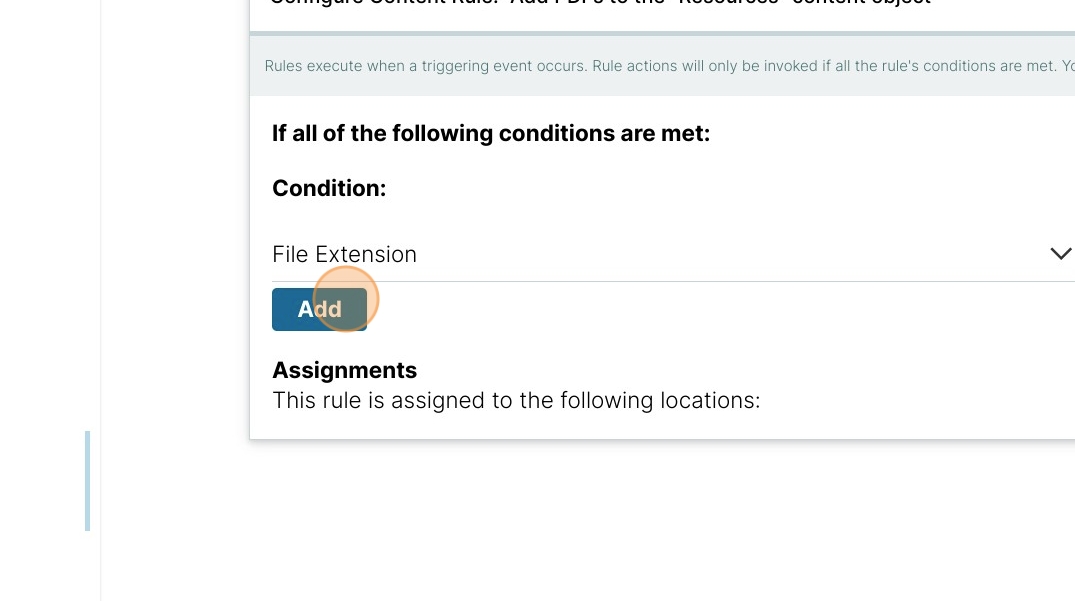 Configure Content Rule: "Add PDFs to the "Resources" content object"
Rules execute when a triggering event occurs. Rule actions will only be invoked if all the rule's conditions are met.
If all of the following conditions are met:
Condition:
File Extension
Add
Assignments
This rule is assigned to the following locations: